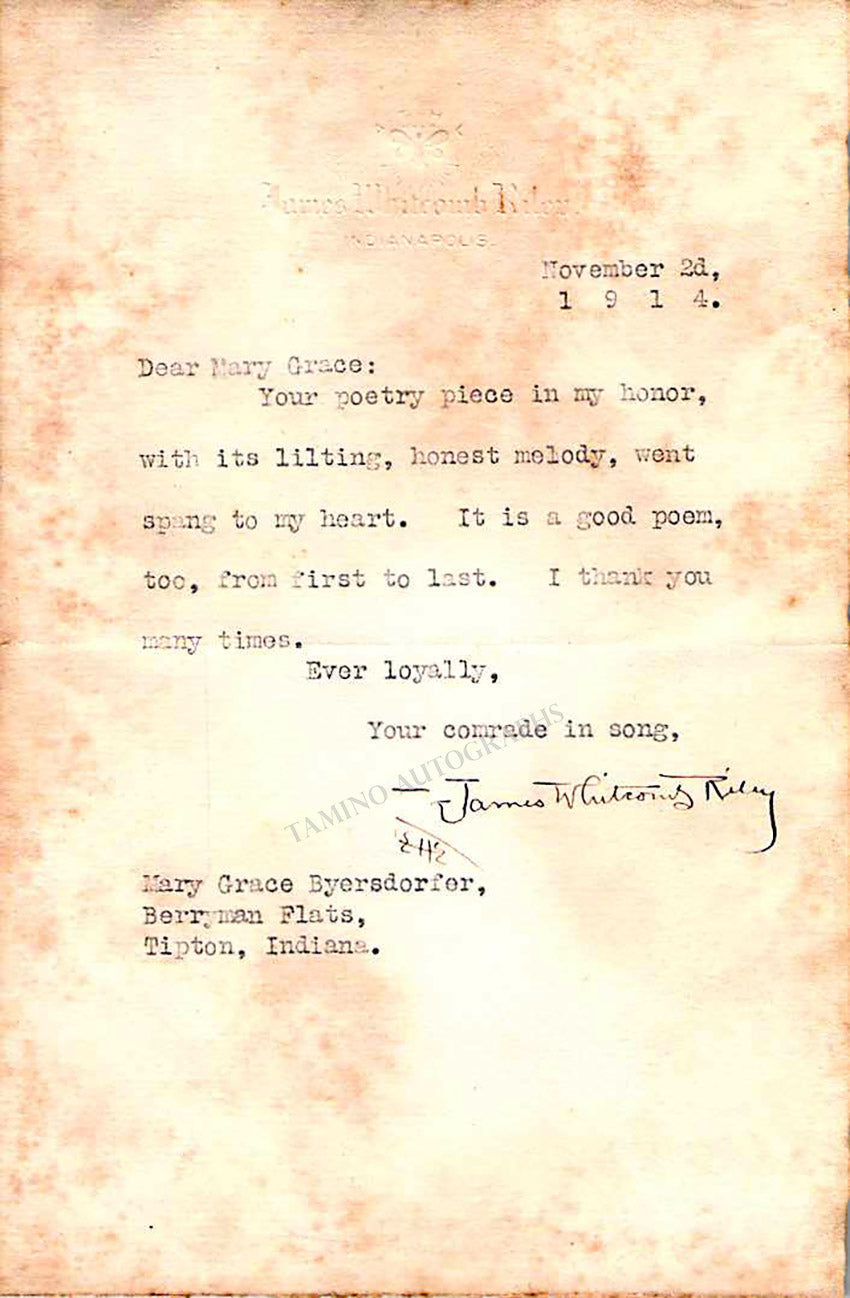 James Whitcomb Riley.
INDIANAPOLIS.
November 2d,
1 9 1 4.
Dear Mary Grace:
Your poetry piece in my honor,
with its lilting, honest melody, went
spang to my heart. It is a good poem,
too, from first to last. I thank you
many times.
Ever loyally,
Your comrade in song,
— James Whitcomb Riley
TAMINO AUTOGRAPHS
Mary Grace Byersdorfer,
Berryman Flats,
Tipton, Indiana.